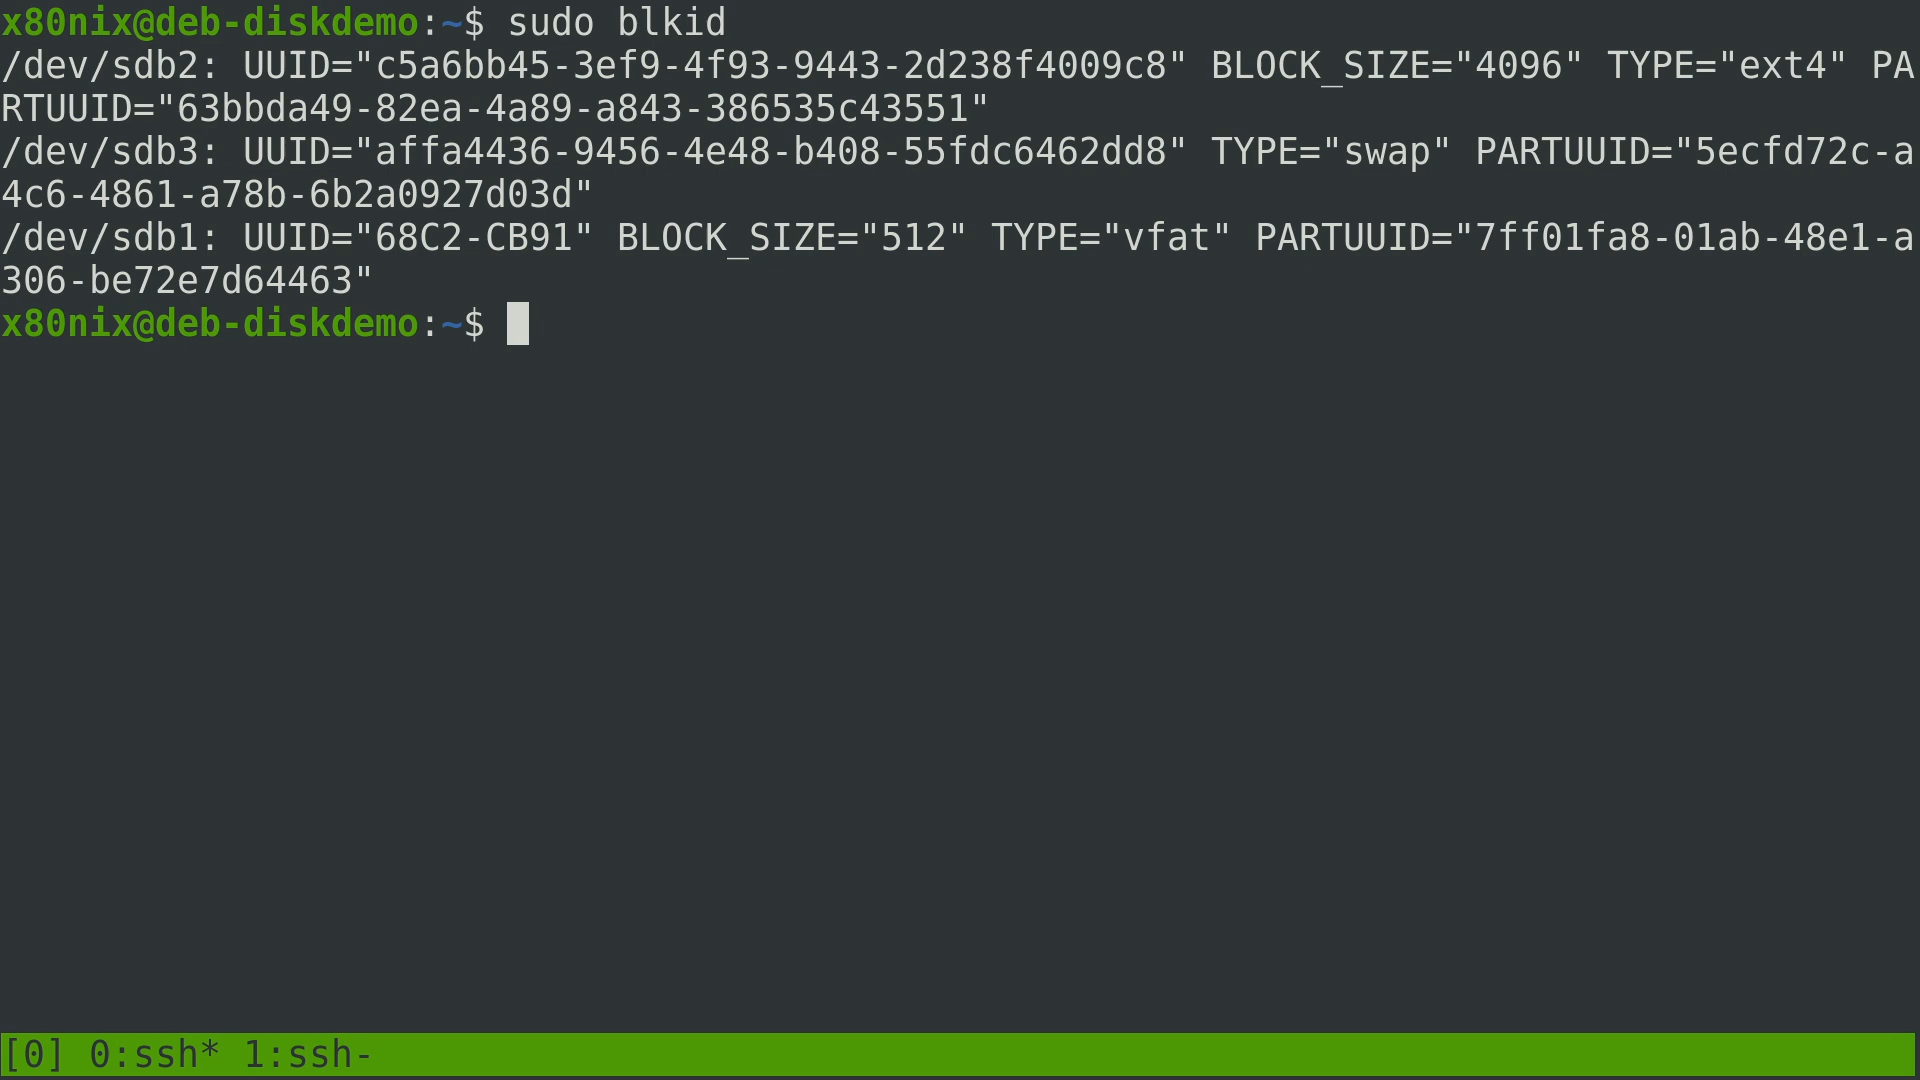 x80nix@deb-diskdemo:~$ sudo blkid
/dev/sdb2: UUID="c5a6bb45-3ef9-4f93-9443-2d238f4009c8" BLOCK_SIZE="4096" TYPE="ext4" PA
RTUUID="63bbda49-82ea-4a89-a843-386535c43551"
/dev/sdb3: UUID="affa4436-9456-4e48-b408-55fdc6462dd8" TYPE="swap" PARTUUID="5ecfd72c-a
4c6-4861-a78b-6b2a0927d03d"
/dev/sdb1: UUID="68C2-CB91" BLOCK_SIZE="512" TYPE="vfat" PARTUUID="7ff01fa8-01ab-48e1-a
306-be72e7d64463"
x80nix@deb-diskdemo:~$
[0] 0:ssh* 1:ssh-